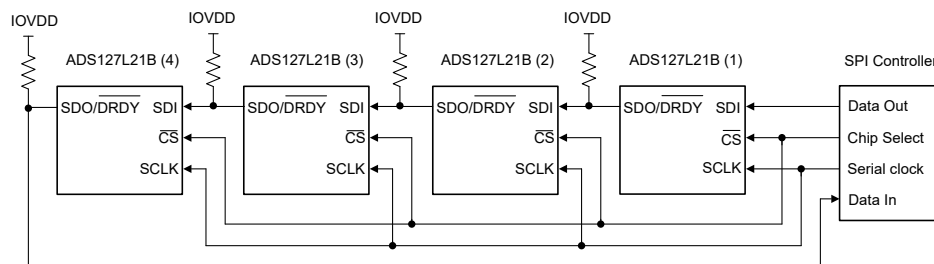 IOVDD
IOVDD
IOVDD
IOVDD
ADS127L21B (4)
ADS127L21B (3)
ADS127L21B (2)
ADS127L21B (1)
SPI Controller
SDO/DRDY SDI
CS
SCLK
SDO/DRDY SDI
CS
SCLK
SDO/DRDY SDI
CS
SCLK
SDO/DRDY SDI
CS
SCLK
Data Out
Chip Select
Serial clock
Data In